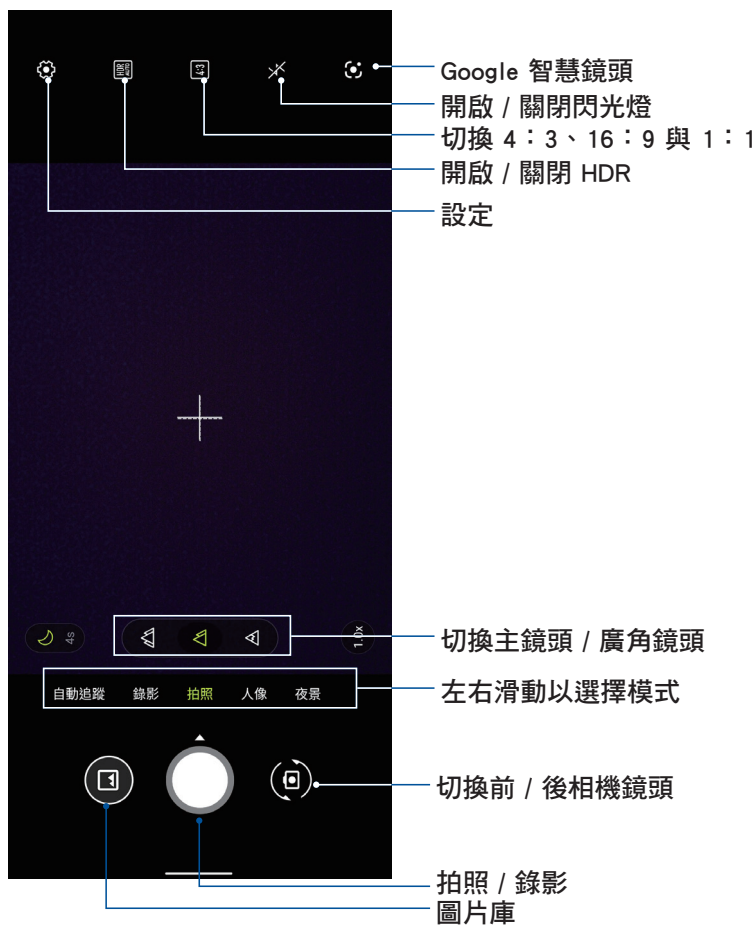 HDR AUTO
4:3
Google 智慧鏡頭
開啟 / 關閉閃光燈
切換 4：3、16：9 與 1：1
開啟 / 關閉 HDR
設定
4s
1.0x
切換主鏡頭 / 廣角鏡頭
自動追蹤 錄影 拍照 人像 夜景
左右滑動以選擇模式
切換前 / 後相機鏡頭
拍照 / 錄影
圖片庫